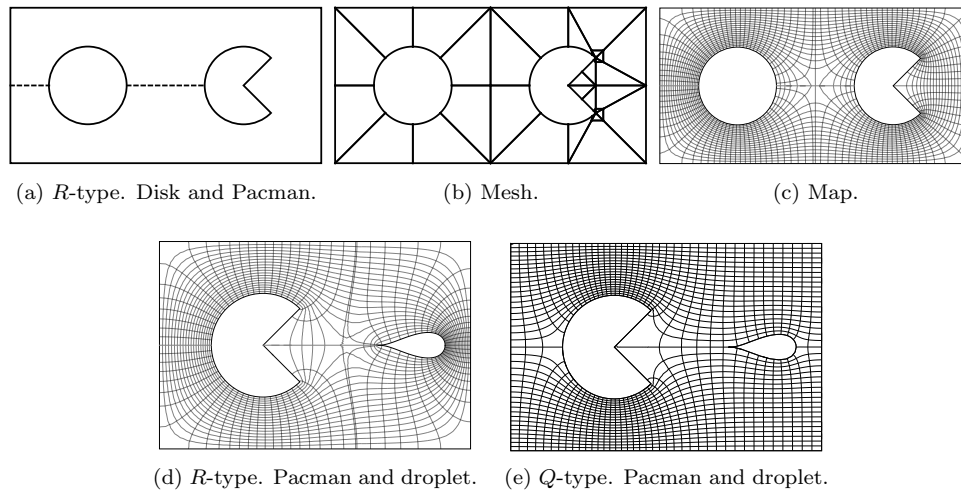 (a) R-type. Disk and Pacman.
(b) Mesh.
(c) Map.
(d) R-type. Pacman and droplet.
(e) Q-type. Pacman and droplet.